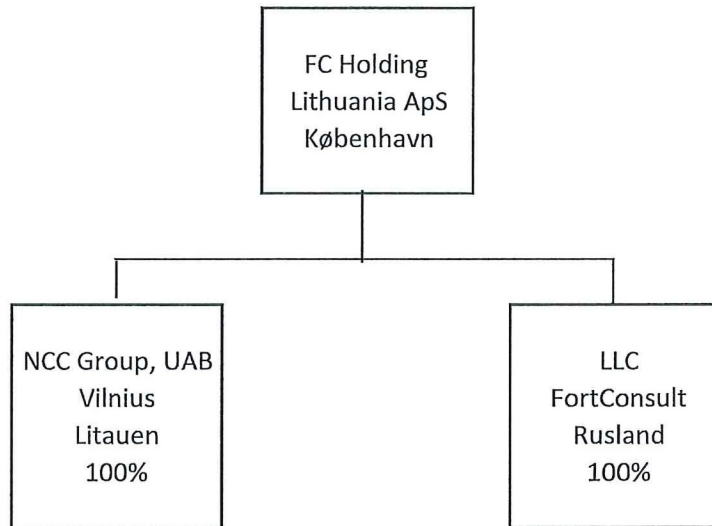 FC Holding
Lithuania ApS
København
NCC Group, UAB
Vilnius
Litauen
100%
LLC
FortConsult
Rusland
100%